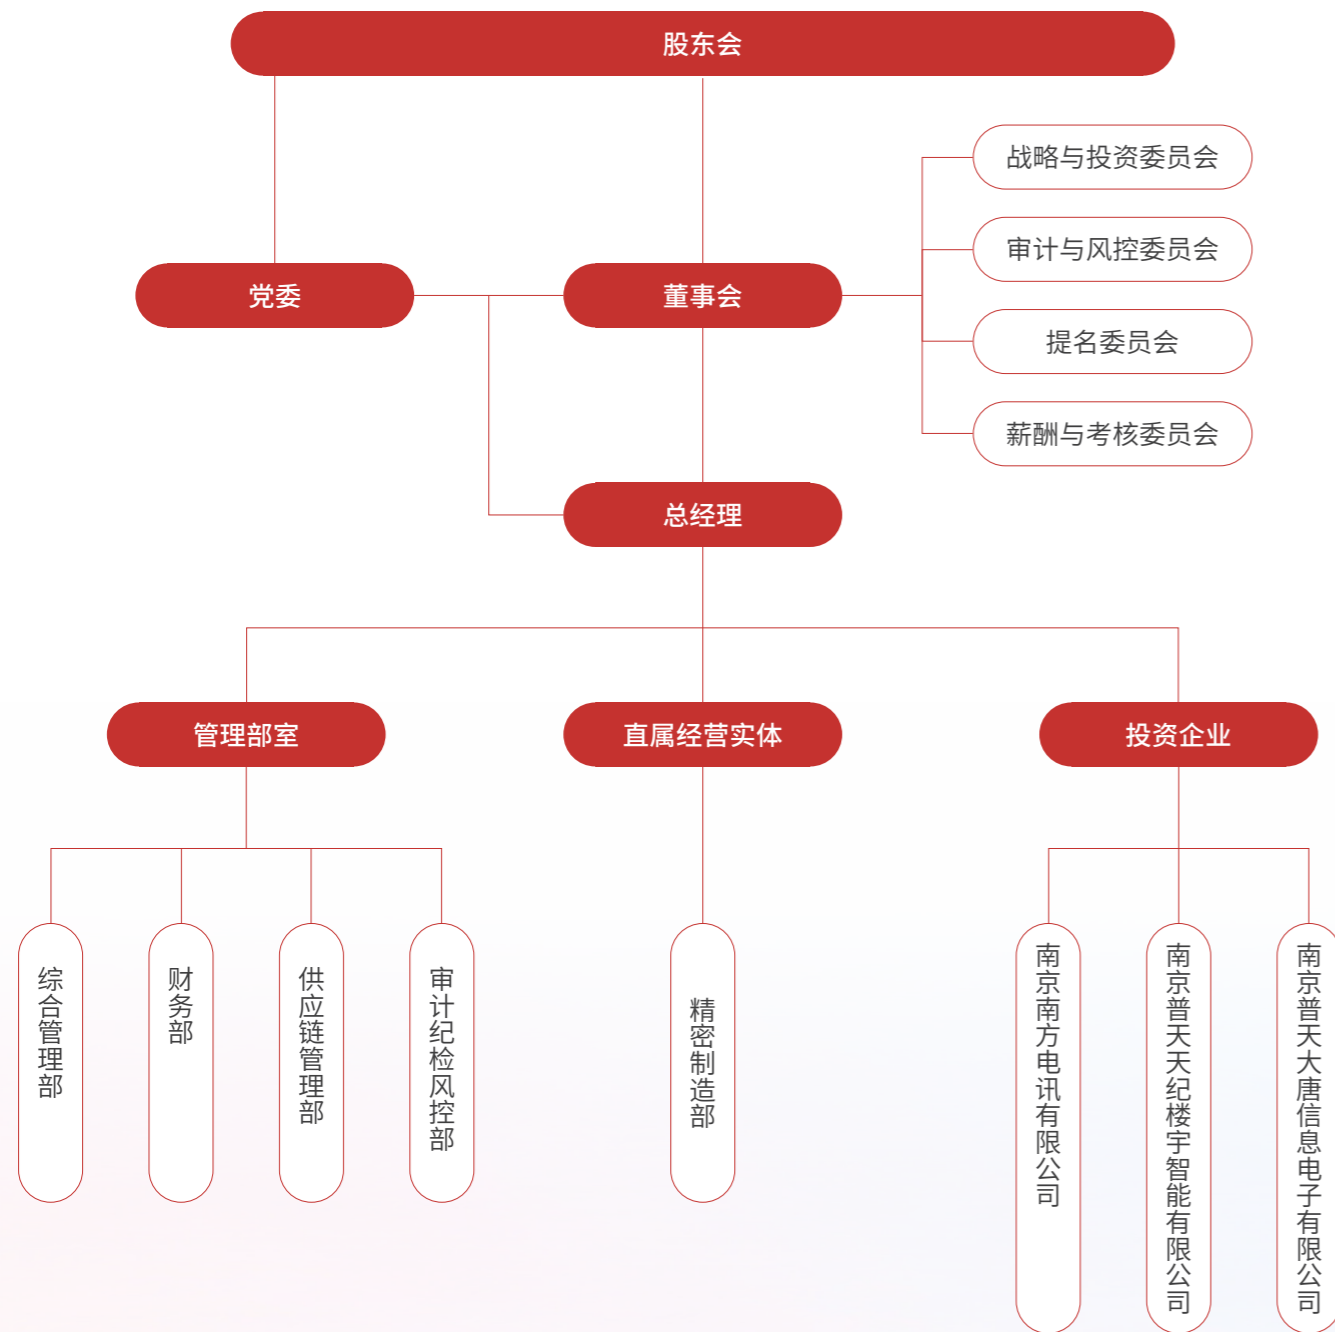 股东会
战略与投资委员会
审计与风控委员会
党委
董事会
提名委员会
薪酬与考核委员会
总经理
管理部室
直属经营实体
投资企业
综合管理部
财务部
供应链管理部
审计纪检风控部
精密制造部
南京南方电讯有限公司
南京普天天纪楼宇智能有限公司
南京普天大唐信息电子有限公司